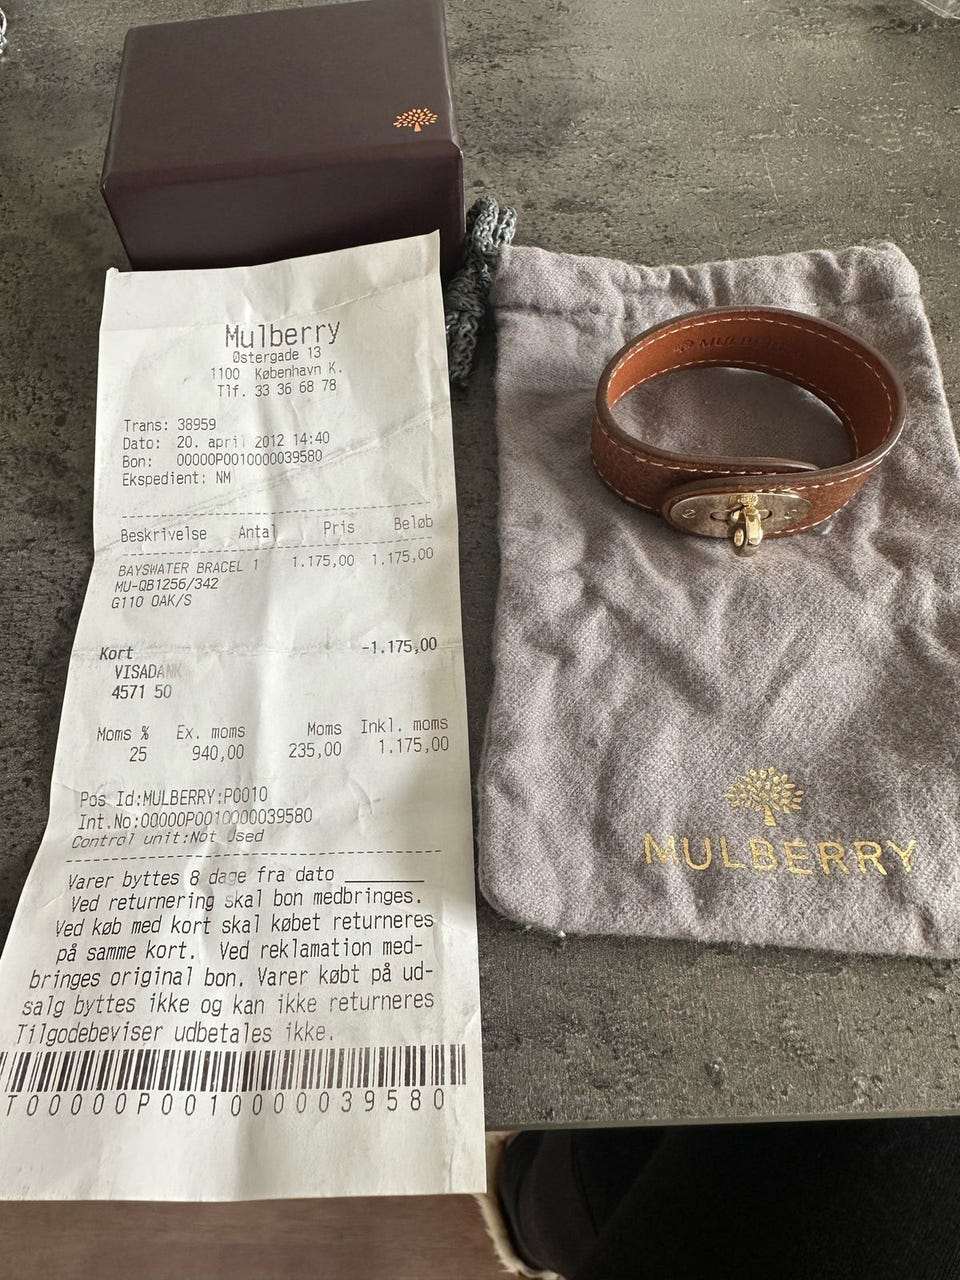 Mulberry
Østergade 13
1100 København K.
Tlf. 33 36 68 78
Trans: 38959
Dato: 20. april 2012 14:40
Bon: 00000P0010000039580
Ekspedient: NM
Beskrivelse Antal Pris Beløb
BAYSWATER BRACEL 1 1.175,00 1.175,00
MU-QB1256/342
G110 OAK/S
Kort -1.175,00
VISADANK
4571 50
Moms % Ex. moms Moms Inkl. moms
25 940,00 235,00 1.175,00
Pos Id:MULBERRY:P0010
Int.No:00000P0010000039580
Control unit:Not Used
Varer byttes 8 dage fra dato
Ved returnering skal bon medbringes.
Ved køb med kort skal købet returneres
på samme kort. Ved reklamation med-
bringes original bon. Varer købt på ud-
salg byttes ikke og kan ikke returneres
Tilgodebeviser udbetales ikke.
T00000P0010000039580
MULBERRY
MULBERRY